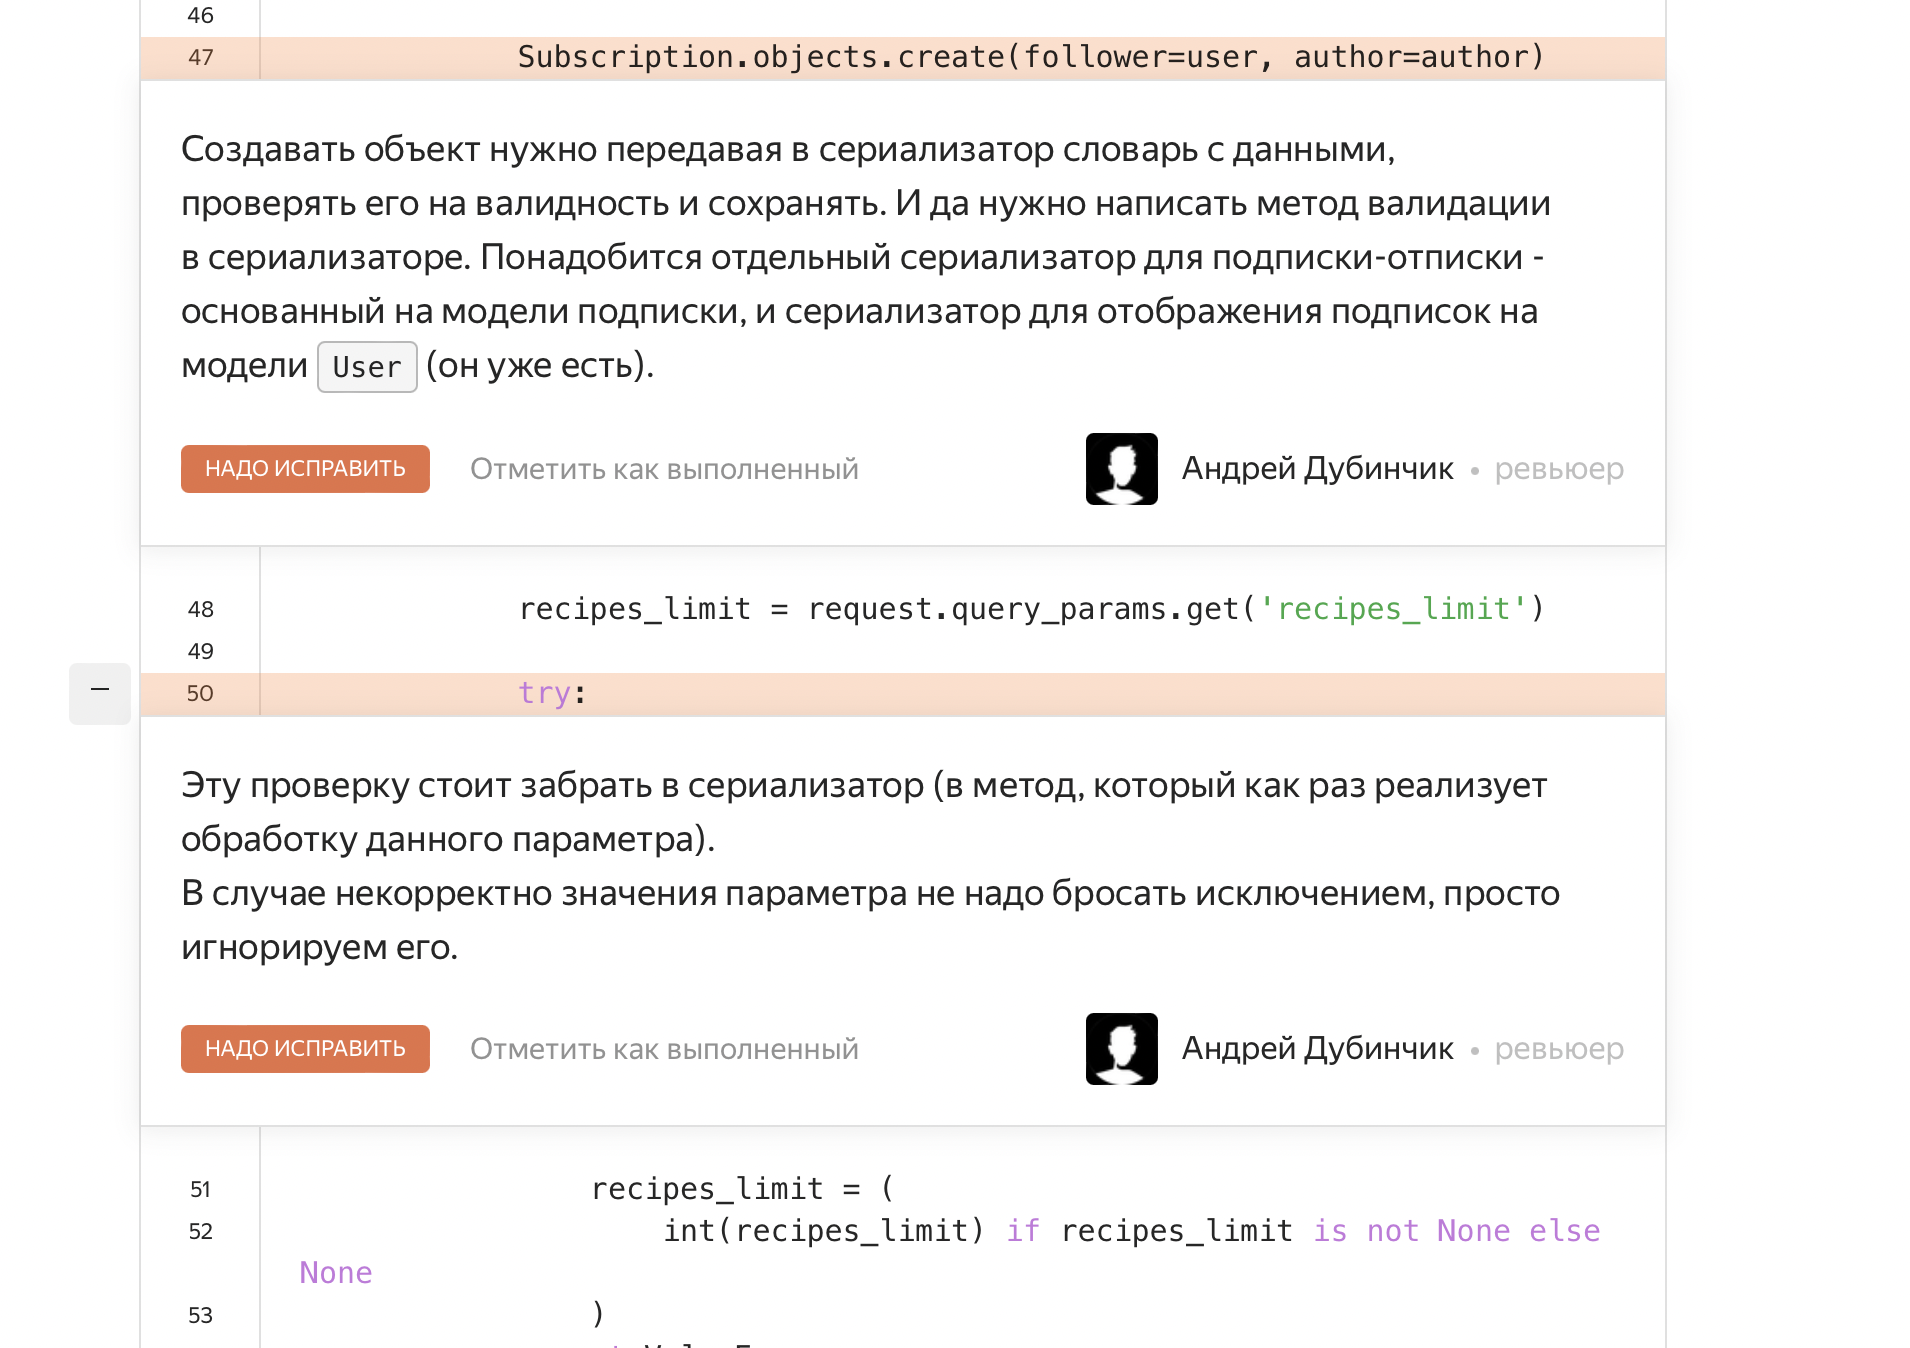 46
47 Subscription.objects.create(follower=user, author=author)
Создавать объект нужно передавая в сериализатор словарь с данными,
проверять его на валидность и сохранять. И да нужно написать метод валидации
в сериализаторе. Понадобится отдельный сериализатор для подписки-отписки -
основанный на модели подписки, и сериализатор для отображения подписок на
модели User (он уже есть).
НАДО ИСПРАВИТЬ Отметить как выполненный Андрей Дубинчик • ревьюер
48 recipes_limit = request.query_params.get('recipes_limit')
49
50 try:
Эту проверку стоит забрать в сериализатор (в метод, который как раз реализует
обработку данного параметра).
В случае некорректно значения параметра не надо бросать исключением, просто
игнорируем его.
НАДО ИСПРАВИТЬ Отметить как выполненный Андрей Дубинчик • ревьюер
51 recipes_limit = (
52 int(recipes_limit) if recipes_limit is not None else
None
53 )